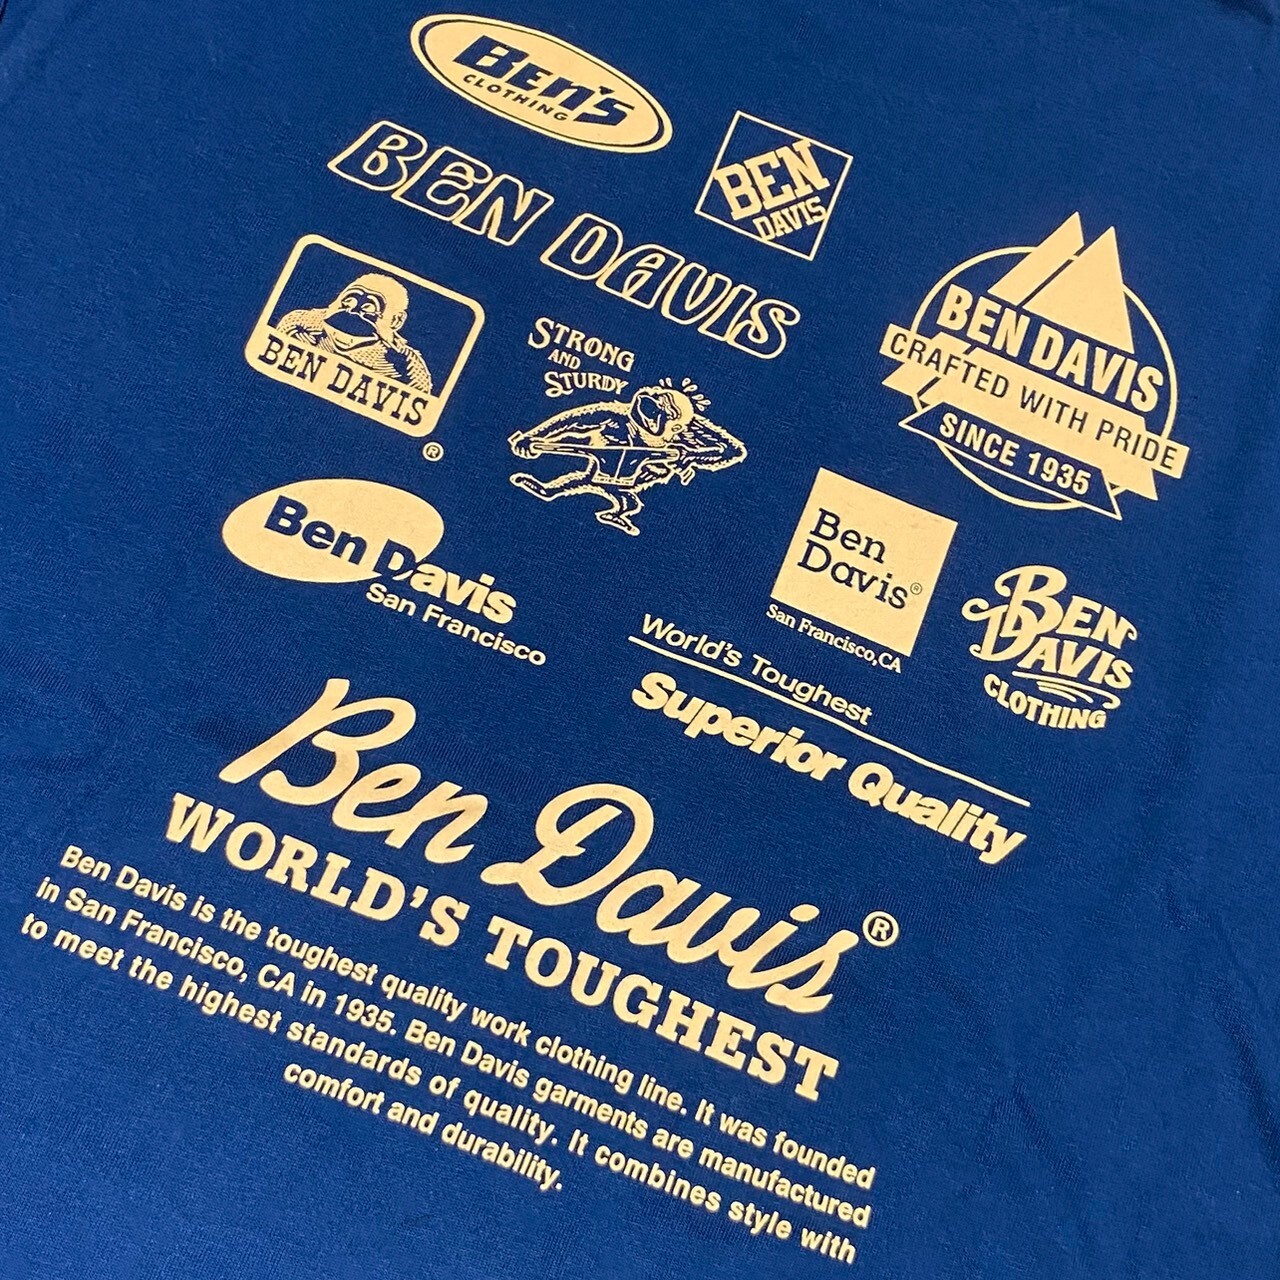 BEN'S
CLOTHING
BEN DAVIS
BEN
DAVIS
BEN DAVIS
CRAFTED WITH PRIDE
SINCE 1935
BEN DAVIS
®
STRONG
AND
STURDY
Ben Davis
San Francisco
Ben
Davis®
San Francisco,CA
BEN
DAVIS
CLOTHING
World's Toughest
Superior Quality
Ben Davis®
WORLD'S TOUGHEST
Ben Davis is the toughest quality work clothing line. It was founded
in San Francisco, CA in 1935. Ben Davis garments are manufactured
to meet the highest standards of quality. It combines style with
comfort and durability.